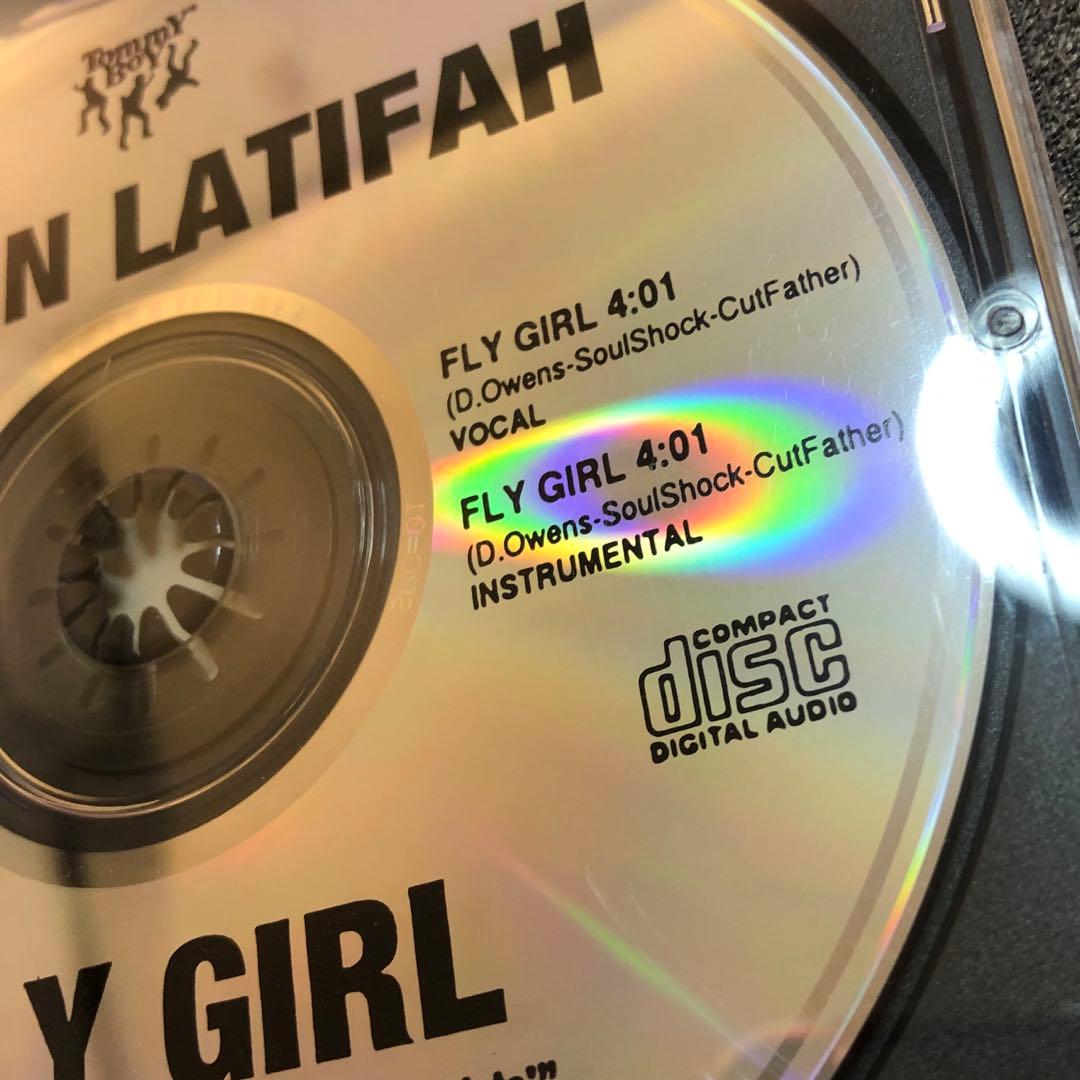 Tommy
Boy
N LATIFAH
FLY GIRL 4:01
(D.Owens-SoulShock-CutFather)
VOCAL
FLY GIRL 4:01
(D.Owens-SoulShock-CutFather)
INSTRUMENTAL
COMPACT
disc
DIGITAL AUDIO
Y GIRL